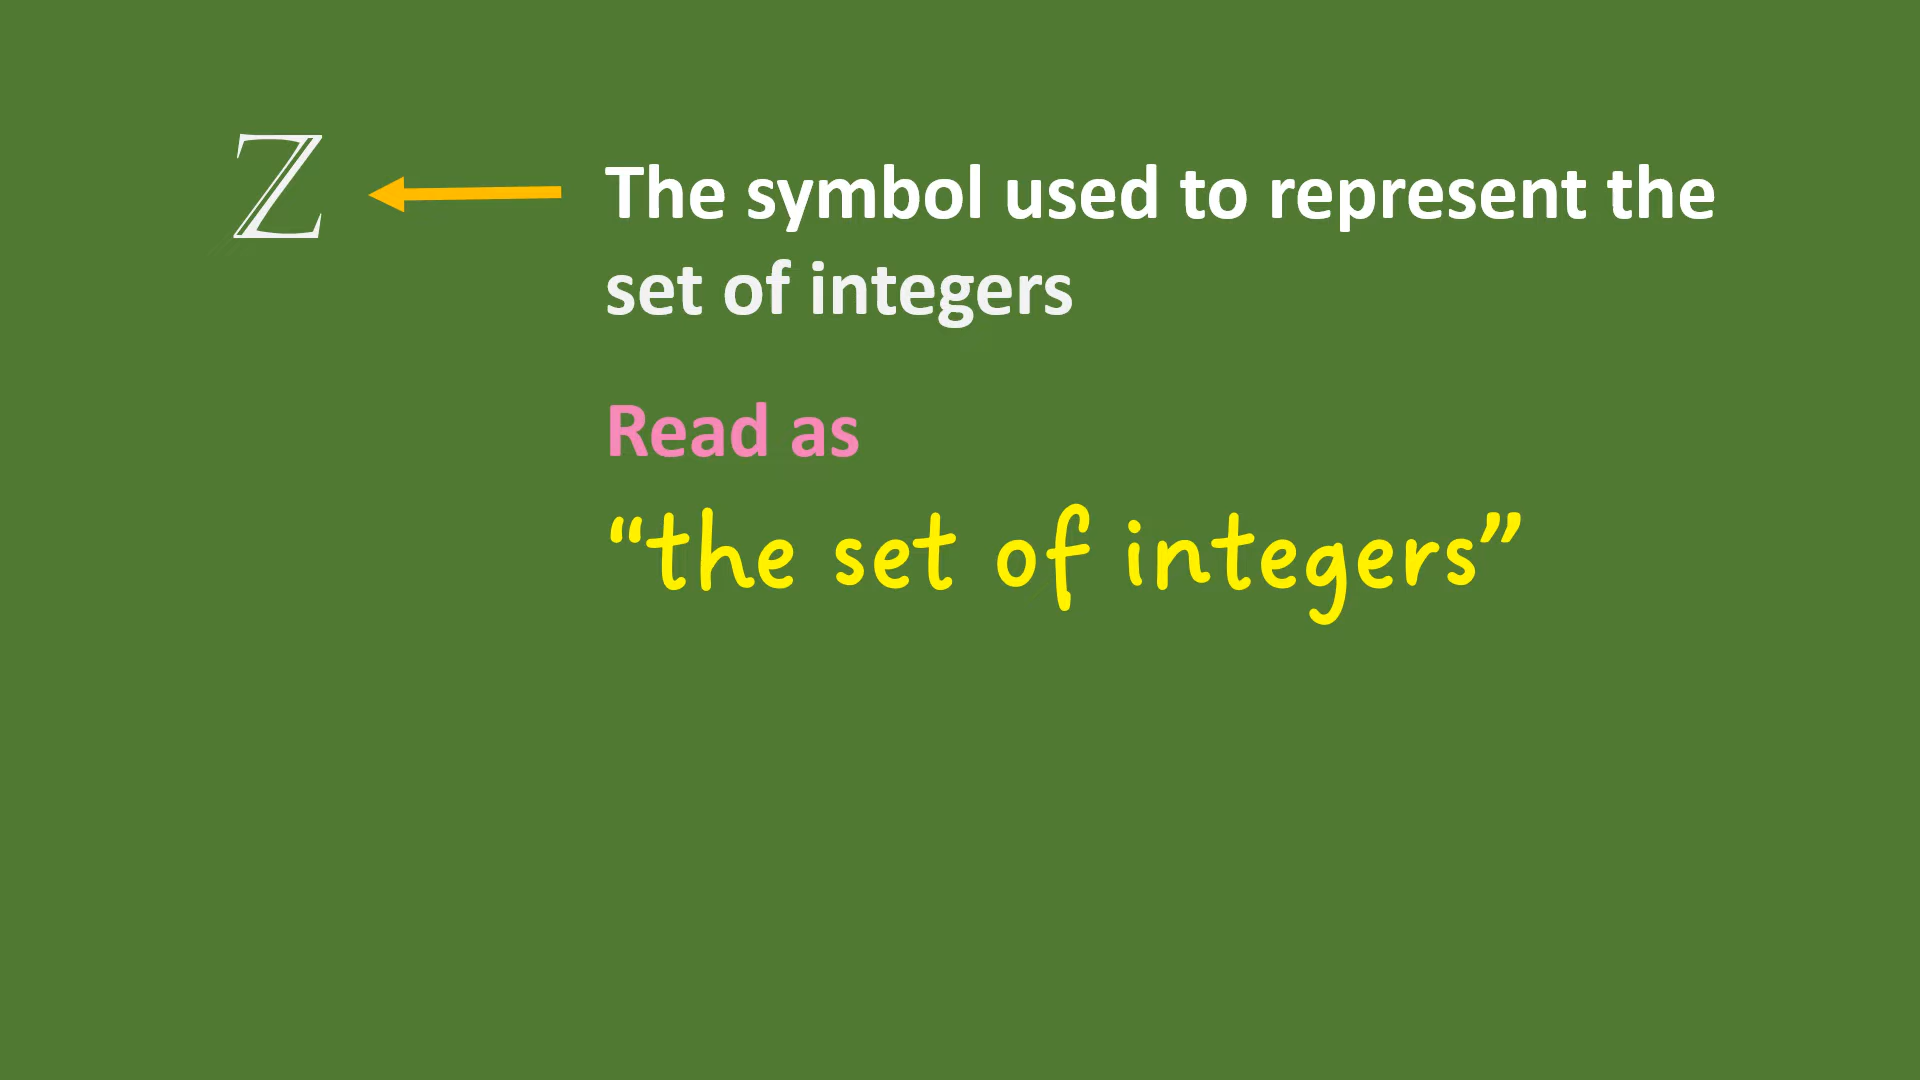 ℤ
The symbol used to represent the
set of integers
Read as
“the set of integers”